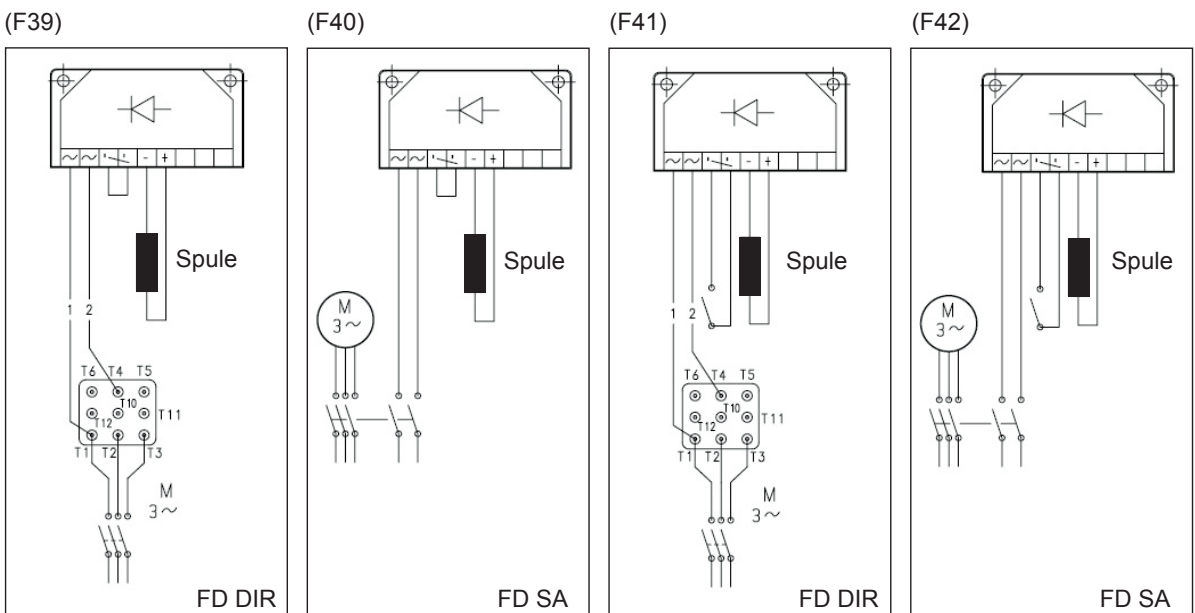 (F39)
(F40)
(F41)
(F42)
~ ~ - +
Spule
1 2
T6 T4 T5
T10
T12 T11
T1 T2 T3
M
3~
FD DIR
~ ~ - +
Spule
M
3~
FD SA
~ ~ - +
Spule
1 2
T6 T4 T5
T10
T12 T11
T1 T2 T3
M
3~
FD DIR
~ ~ - +
Spule
M
3~
FD SA